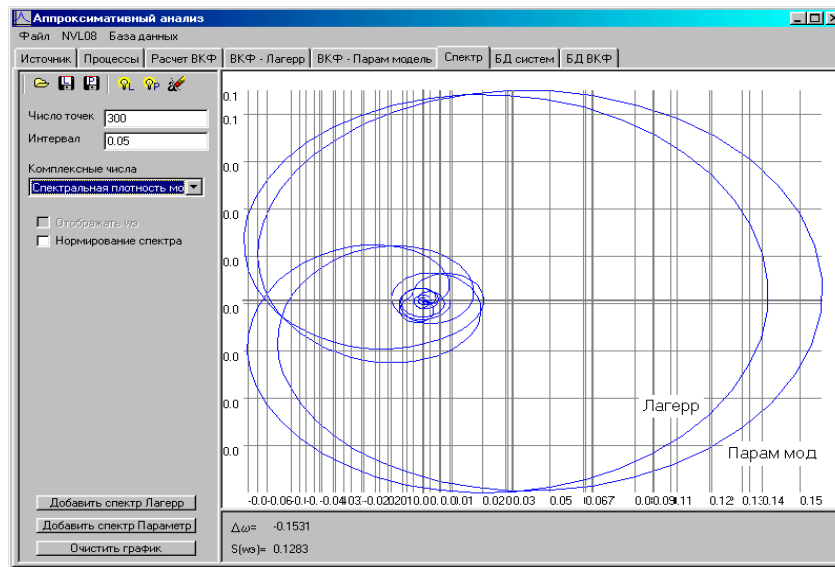 Аппроксимативный анализ
Файл NVL08 База данных
Источник Процессы Расчет ВКФ ВКФ - Лагерр ВКФ - Парам модель Спектр БД систем БД ВКФ
Число точек 300
Интервал 0.05
Комплексные числа
Спектральная плотность мо
Отображать wэ
Нормирование спектра
Добавить спектр Лагерр
Добавить спектр Параметр
Очистить график
0.1
0.1
0.0
0.0
0.0
0.0
0.0
0.0
0.0
Лагерр
Парам мод
0.02 0.03 0.05 0.12 0.13 0.14 0.15
Δω= -0.1531
S(wэ)= 0.1283